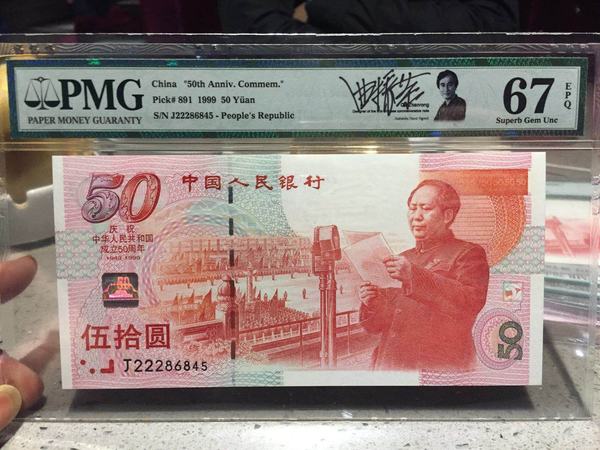 PMG
PAPER MONEY GUARANTY
China "50th Anniv. Commem."
Pick# 891 1999 50 Yüan
S/N J22286845 - People's Republic
67
EPQ
Superb Gem Unc
50
中国人民银行
庆祝
中华人民共和国
成立50周年
1949-1999
伍拾圆
J22286845
50